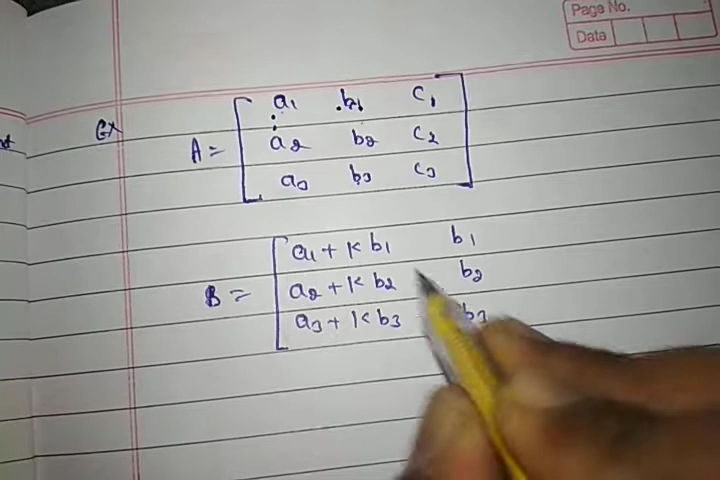 Page No.
Date
Ex
A = [ a1 b1 c1
a2 b2 c2
a3 b3 c3 ]
B = [ a1 + K b1 b1
a2 + K b2 b2
a3 + K b3 b3